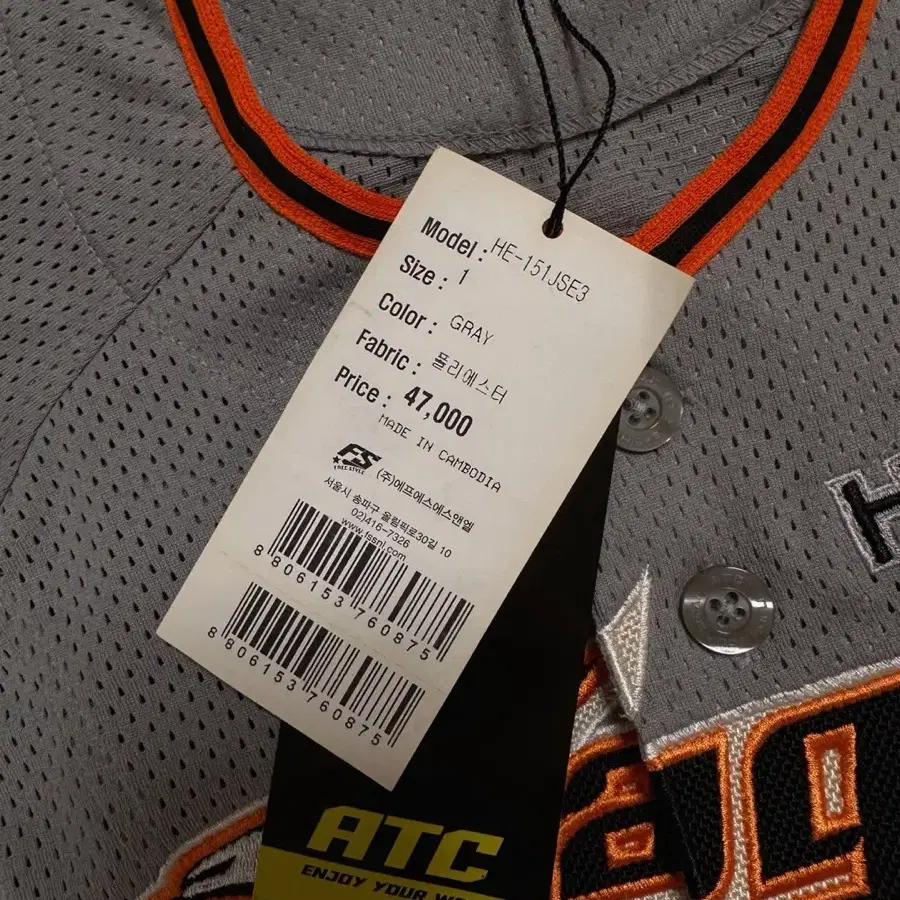 Model : HE-151JSE3
Size : 1
Color : GRAY
Fabric : 폴리에스터
Price : 47,000
MADE IN CAMBODIA
FS
FREE STYLE
(주)에프에스에스앤엘
서울시 송파구 올림픽로30길 10
02)416-7326
www.fssnl.com
8 806153 760875
8 806153 760875
ATC
ENJOY YOUR
ATC